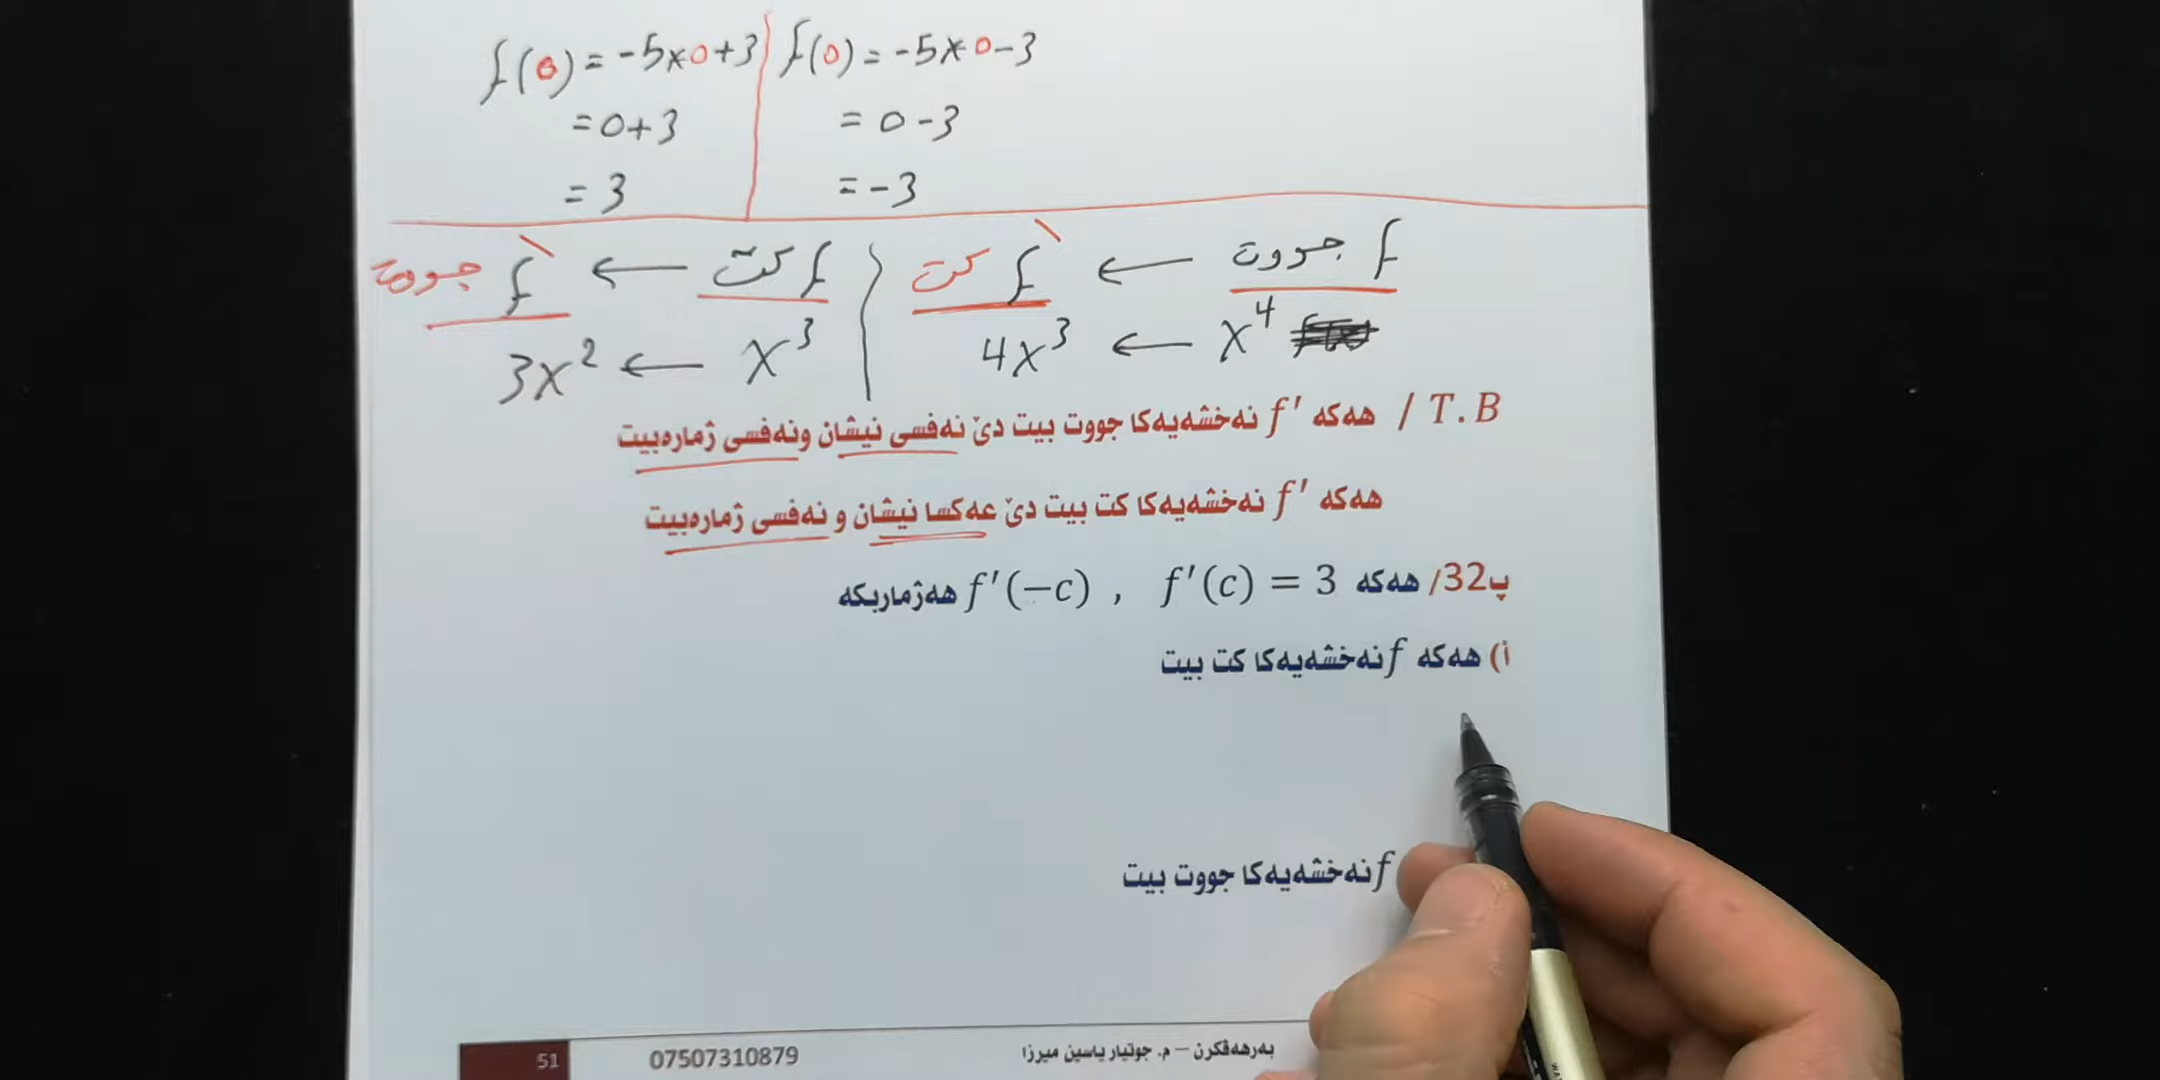 f(0) = -5×0+3   f(0) = -5×0-3
= 0+3   = 0-3
= 3   = -3
f جووت ← f` کت   f کت ← f` جووت
x⁴ ← 4x³   x³ ← 3x²
T.B / هەکە f′ نەخشەیەکا جووت بیت دێ نەفسی نیشان ونەفسی ژمارەبیت
هەکە f′ نەخشەیەکا کت بیت دێ عەکسا نیشان و نەفسی ژمارەبیت
پ32/ هەکە f′(c) = 3 , f′(−c) هەژماربکە
أ) هەکە f نەخشەیەکا کت بیت
f نەخشەیەکا جووت بیت
بەرهەڤکرن – م. جوتیار یاسین میرزا 07507310879 51